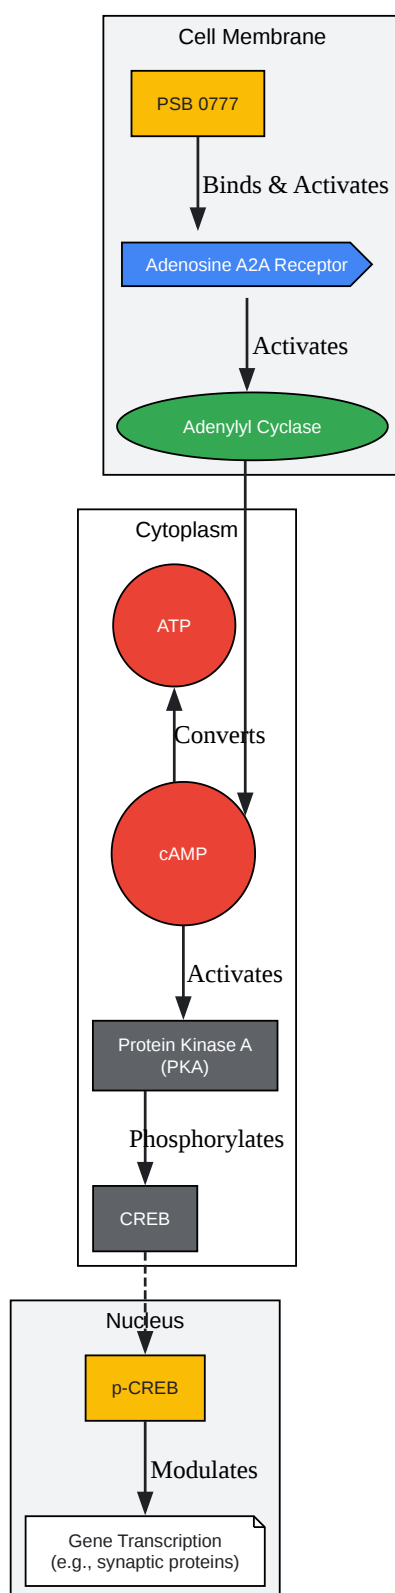 Cell Membrane
PSB 0777
Binds & Activates
Adenosine A2A Receptor
Activates
Adenylyl Cyclase
Cytoplasm
ATP
Converts
cAMP
Activates
Protein Kinase A
(PKA)
Phosphorylates
CREB
Nucleus
p-CREB
Modulates
Gene Transcription
(e.g., synaptic proteins)